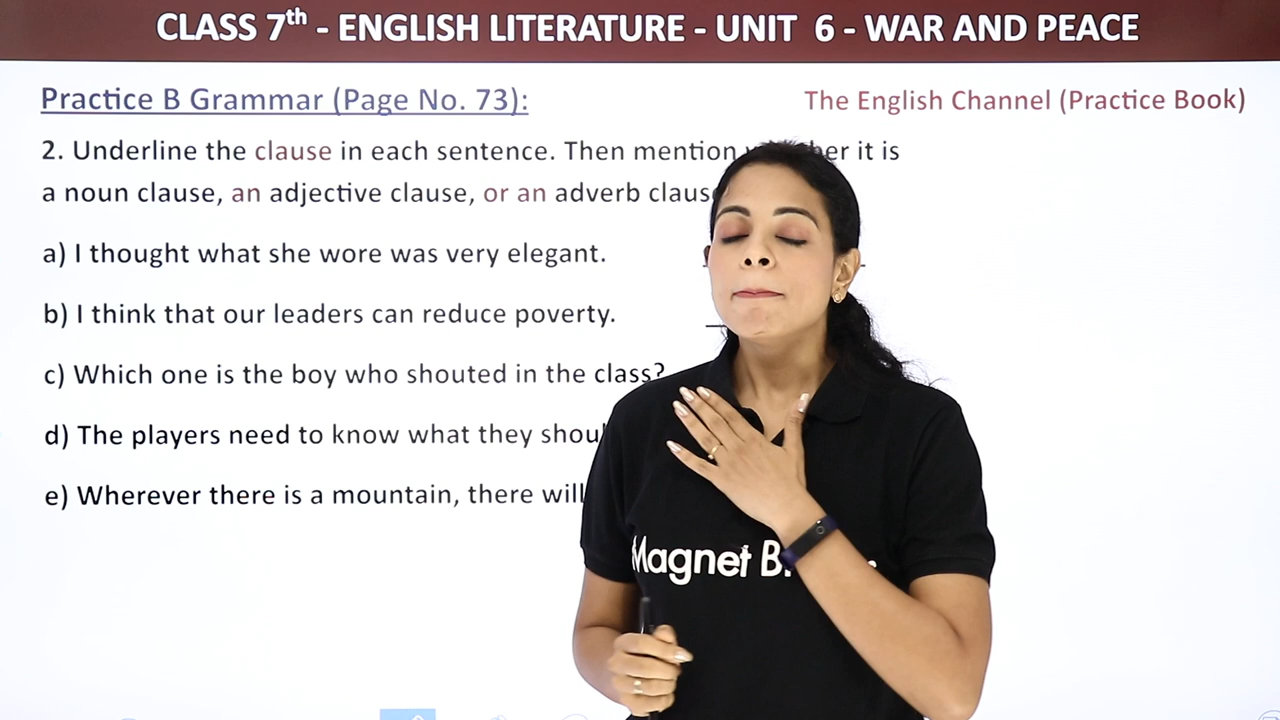 CLASS 7th - ENGLISH LITERATURE - UNIT 6 - WAR AND PEACE
Practice B Grammar (Page No. 73):
The English Channel (Practice Book)
2. Underline the clause in each sentence. Then mention it is
a noun clause, an adjective clause, or an adverb
a) I thought what she wore was very elegant.
b) I think that our leaders can reduce poverty.
c) Which one is the boy who shouted in the class?
d) The players need to know what they
e) Wherever there is a mountain, there will
Magnet